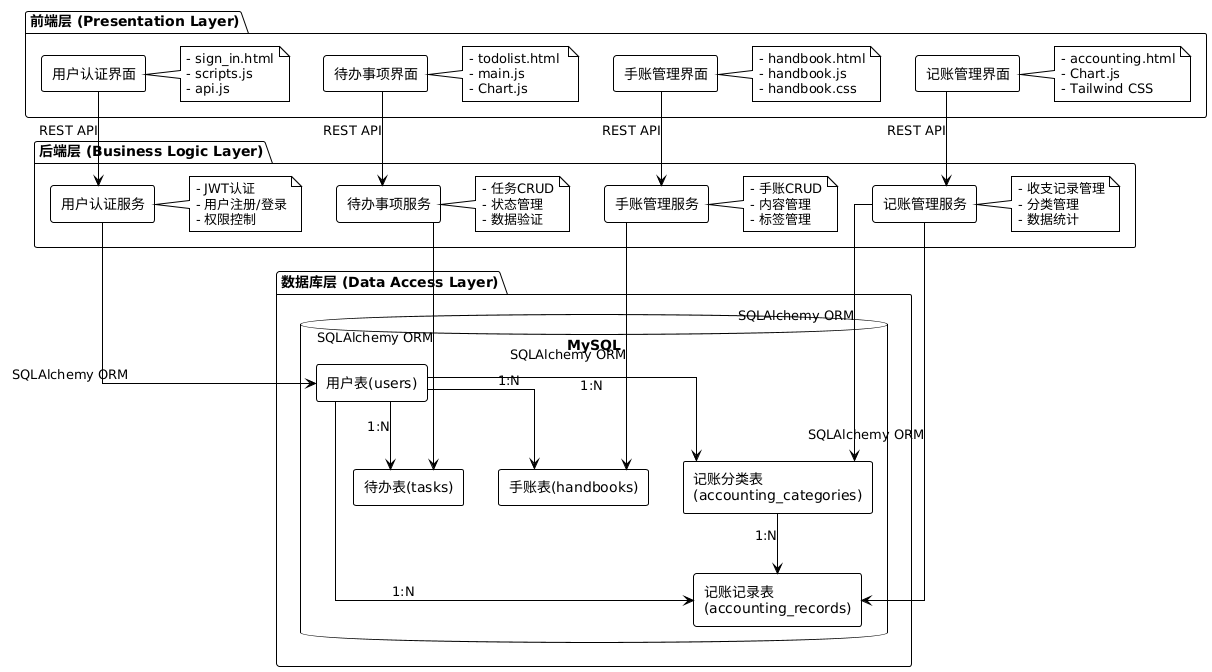 前端层 (Presentation Layer)
用户认证界面
- sign_in.html
- scripts.js
- api.js
待办事项界面
- todolist.html
- main.js
- Chart.js
手账管理界面
- handbook.html
- handbook.js
- handbook.css
记账管理界面
- accounting.html
- Chart.js
- Tailwind CSS
REST API
REST API
REST API
REST API
后端层 (Business Logic Layer)
用户认证服务
- JWT认证
- 用户注册/登录
- 权限控制
待办事项服务
- 任务CRUD
- 状态管理
- 数据验证
手账管理服务
- 手账CRUD
- 内容管理
- 标签管理
记账管理服务
- 收支记录管理
- 分类管理
- 数据统计
数据库层 (Data Access Layer)
SQLAlchemy ORM
SQLAlchemy ORM
MySQL
SQLAlchemy ORM
SQLAlchemy ORM
用户表(users)
1:N
1:N
1:N
SQLAlchemy ORM
待办表(tasks)
手账表(handbooks)
记账分类表
(accounting_categories)
1:N
1:N
记账记录表
(accounting_records)